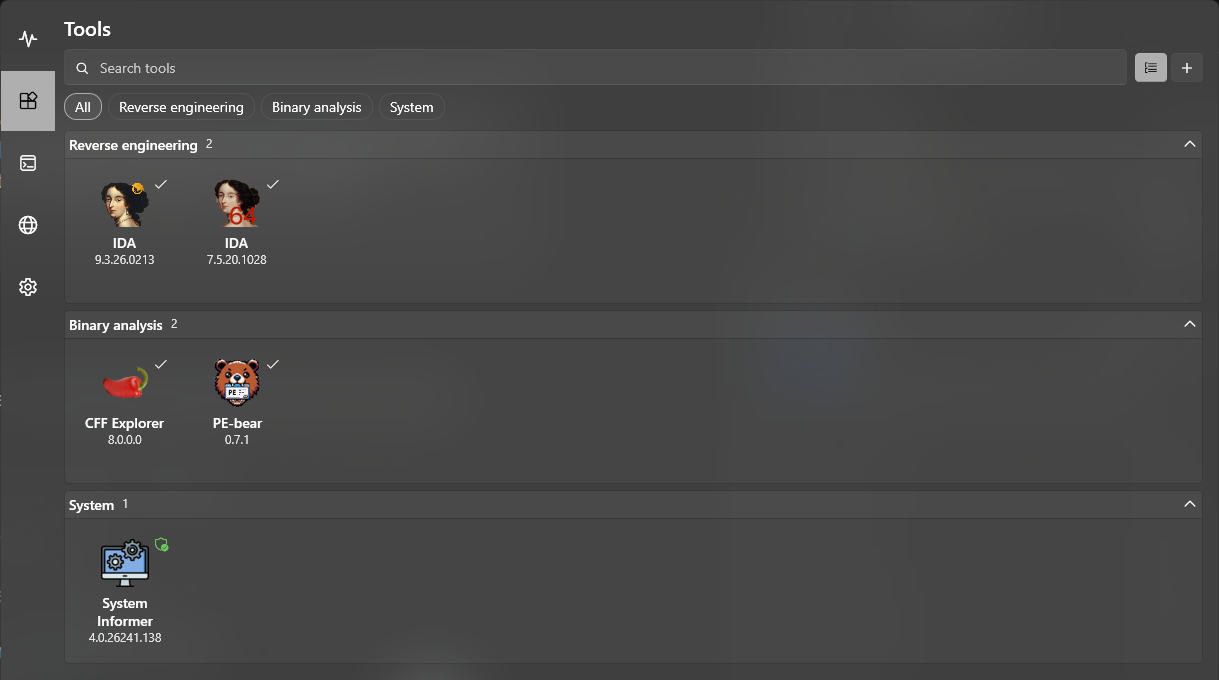 Tools
Search tools
All
Reverse engineering
Binary analysis
System
Reverse engineering 2
64
IDA
9.3.26.0213
IDA
7.5.20.1028
Binary analysis 2
PE
CFF Explorer
8.0.0.0
PE-bear
0.7.1
System 1
System
Informer
4.0.26241.138